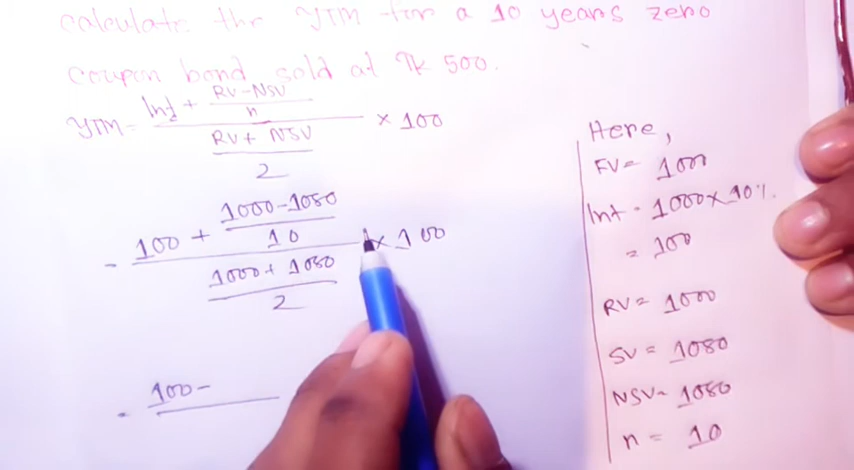 calculate the YTM for a 10 years zero
coupon bond sold at Tk 500.
YTM = Int + RV-NSV / n / RV + NSV / 2 × 100
= 100 + 1000-1080 / 10 / 1000 + 1080 / 2 × 100
= 100 -
Here,
FV = 1000
Int = 1000 × 10%.
= 100
RV = 1000
SV = 1080
NSV = 1080
n = 10